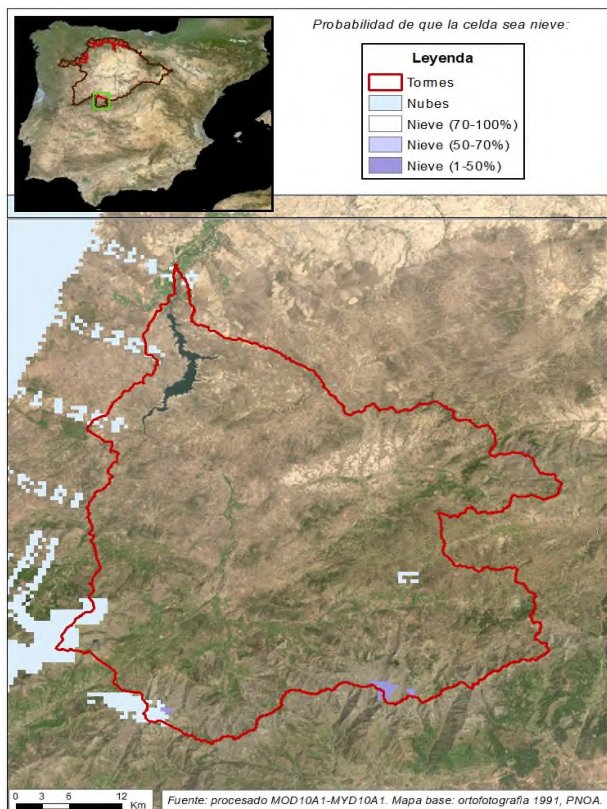 Probabilidad de que la celda sea nieve:
Leyenda
Tormes
Nubes
Nieve (70-100%)
Nieve (50-70%)
Nieve (1-50%)
0 3 6 12
Km
Fuente: procesado MOD10A1-MYD10A1. Mapa base: ortofotografia 1991, PNOA